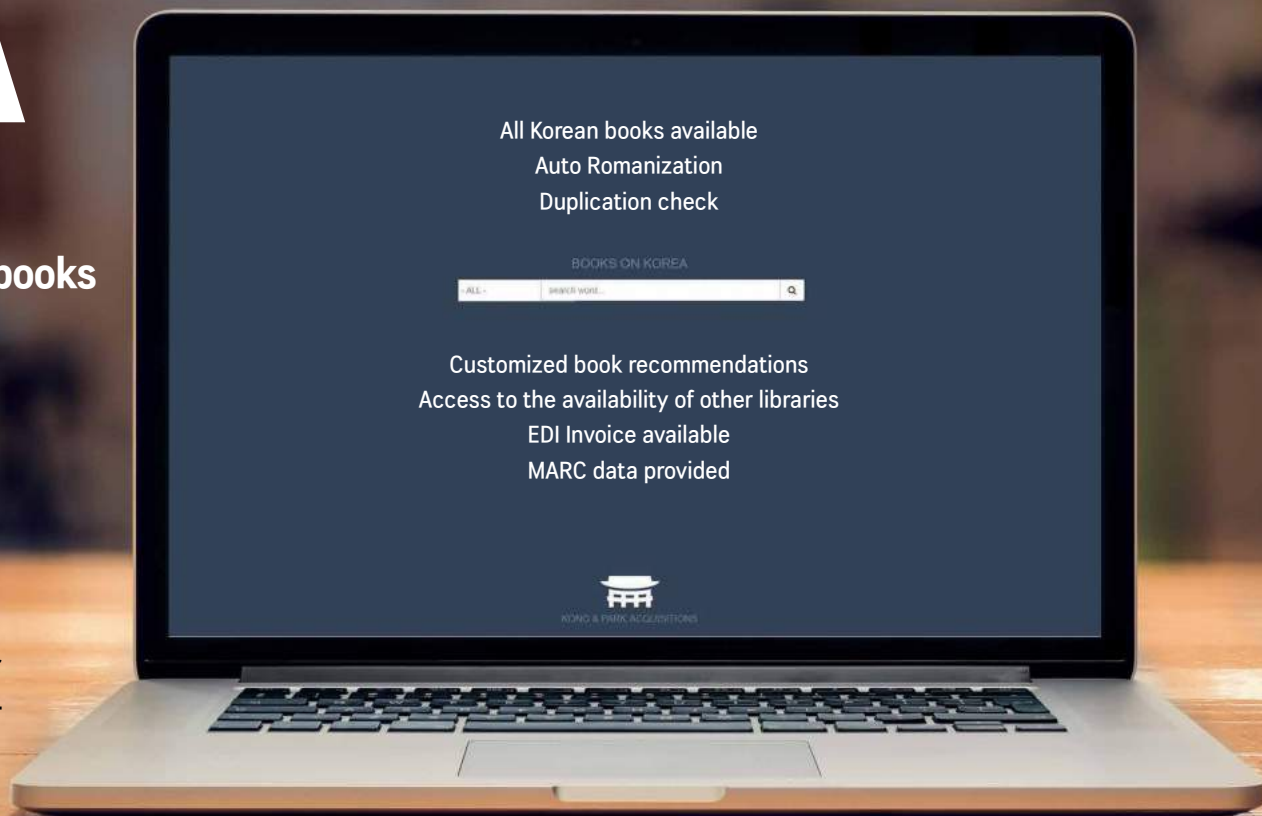 A
books
All Korean books available
Auto Romanization
Duplication check
BOOKS ON KOREA
- ALL -
search word...
Customized book recommendations
Access to the availability of other libraries
EDI Invoice available
MARC data provided
KONG & PARK ACQUISITIONS